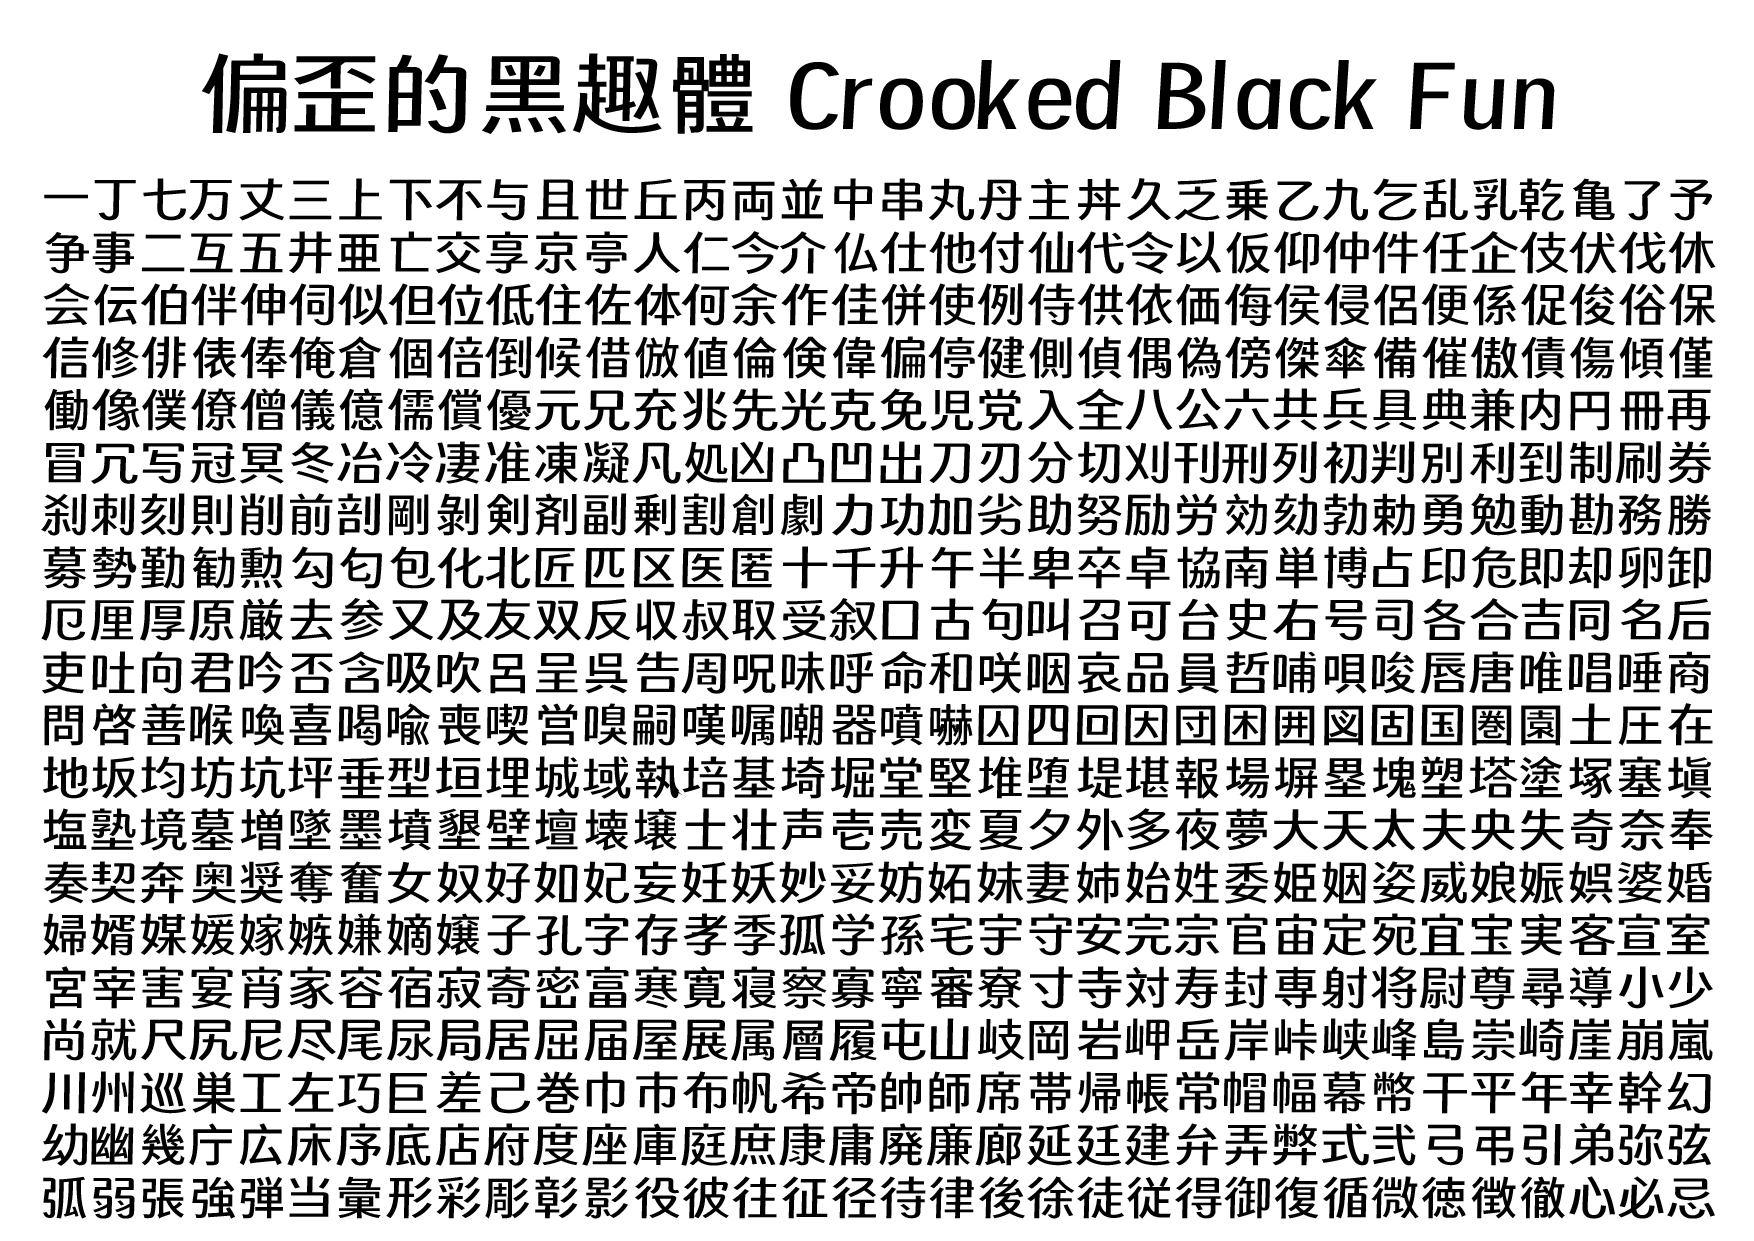 偏歪的黑趣體 Crooked Black Fun
一丁七万丈三上下不与且世丘丙両並中串丸丹主丼久乏乗乙九乞乱乳乾亀了予
争事二互五井亜亡交享京亭人仁今介仏仕他付仙代令以仮仰仲件任企伎伏伐休
会伝伯伴伸伺似但位低住佐体何余作佳併使例侍供依価侮侯侵侶便係促俊俗保
信修俳俵俸俺倉個倍倒候借倣値倫倹偉偏停健側偵偶偽傍傑傘備催傲債傷傾僅
働像僕僚僧儀億儒償優元兄充兆先光克免児党入全八公六共兵具典兼内円冊再
冒冗写冠冥冬冶冷凄准凍凝凡処凶凸凹出刀刃分切刈刊刑列初判別利到制刷券
刹刺刻則削前剖剛剝剣剤副剰割創劇力功加劣助努励労効劾勃勅勇勉動勘務勝
募勢勤勧勲勾匂包化北匠匹区医匿十千升午半卑卒卓協南単博占印危即却卵卸
厄厘厚原厳去参又及友双反収叔取受叙口古句叫召可台史右号司各合吉同名后
吏吐向君吟否含吸吹呂呈呉告周呪味呼命和咲咽哀品員哲哺唄唆唇唐唯唱唾商
問啓善喉喚喜喝喩喪喫営嗅嗣嘆嘱嘲器噴嚇囚四回因団困囲図固国圏園土圧在
地坂均坊坑坪垂型垣埋城域執培基埼堀堂堅堆堕堤堪報場塀塁塊塑塔塗塚塞塡
塩塾境墓増墜墨墳墾壁壇壊壌士壮声壱売変夏夕外多夜夢大天太夫央失奇奈奉
奏契奔奥奨奪奮女奴好如妃妄妊妖妙妥妨妬妹妻姉始姓委姫姻姿威娘娠娯婆婚
婦婿媒媛嫁嫉嫌嫡嬢子孔字存孝季孤学孫宅宇守安完宗官宙定宛宜宝実客宣室
宮宰害宴宵家容宿寂寄密富寒寛寝察寡寧審寮寸寺対寿封専射将尉尊尋導小少
尚就尺尻尼尽尾尿局居屈届屋展属層履屯山岐岡岩岬岳岸峠峡峰島崇崎崖崩嵐
川州巡巣工左巧巨差己巻巾市布帆希帝帥師席帯帰帳常帽幅幕幣干平年幸幹幻
幼幽幾庁広床序底店府度座庫庭庶康庸廃廉廊延廷建弁弄弊式弐弓弔引弟弥弦
弧弱張強弾当彙形彩彫彰影役彼往征径待律後徐徒従得御復循微徳徴徹心必忌